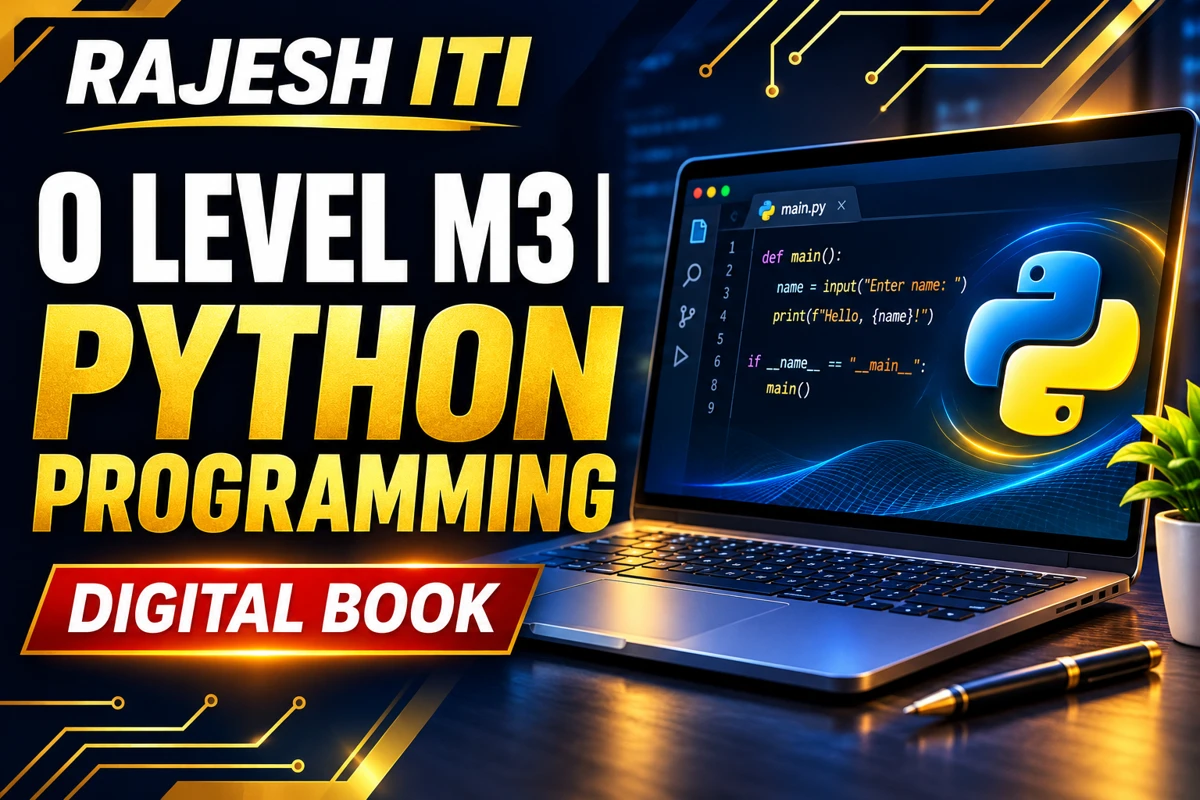 RAJESH ITI
O LEVEL M3 |
PYTHON
PROGRAMMING
DIGITAL BOOK
main.py ×
1
2 def main():
3 name = input("Enter name: ")
4 print(f"Hello, {name}!")
5
6 if __name__ == "__main__":
8 main()
9